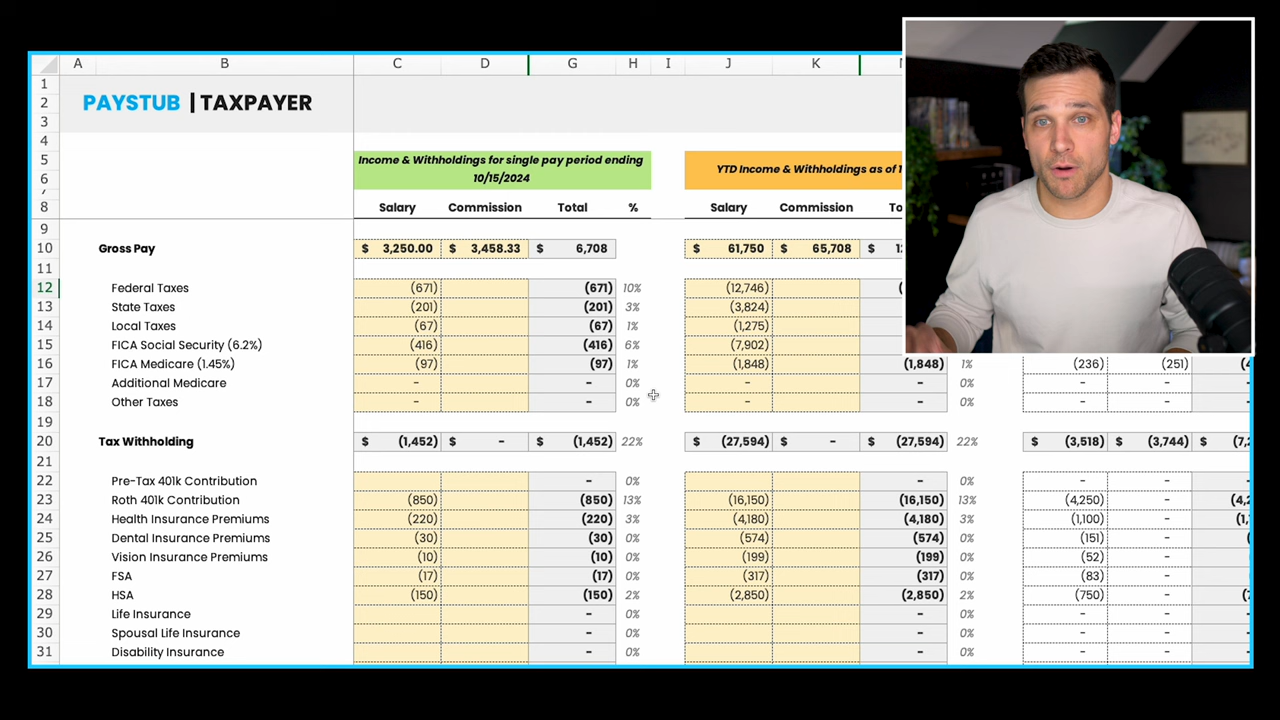 A B C D G H I J K
1
2 PAYSTUB | TAXPAYER
3
4
5 Income & Withholdings for single pay period ending YTD Income & Withholdings as of
6 10/15/2024
7
8 Salary Commission Total % Salary Commission
9
10 Gross Pay $ 3,250.00 $ 3,458.33 $ 6,708 $ 61,750 $ 65,708 $
11
12 Federal Taxes (671) (671) 10% (12,746)
13 State Taxes (201) (201) 3% (3,824)
14 Local Taxes (67) (67) 1% (1,275)
15 FICA Social Security (6.2%) (416) (416) 6% (7,902)
16 FICA Medicare (1.45%) (97) (97) 1% (1,848) (1,848) 1% (236) (251)
17 Additional Medicare - - 0% - - 0% - -
18 Other Taxes - - 0% - - 0% - -
19
20 Tax Withholding $ (1,452) $ - $ (1,452) 22% $ (27,594) $ - $ (27,594) 22% $ (3,518) $ (3,744) $
21
22 Pre-Tax 401k Contribution - 0% - 0% - -
23 Roth 401k Contribution (850) (850) 13% (16,150) (16,150) 13% (4,250) -
24 Health Insurance Premiums (220) (220) 3% (4,180) (4,180) 3% (1,100) -
25 Dental Insurance Premiums (30) (30) 0% (574) (574) 0% (151) -
26 Vision Insurance Premiums (10) (10) 0% (199) (199) 0% (52) -
27 FSA (17) (17) 0% (317) (317) 0% (83) -
28 HSA (150) (150) 2% (2,850) (2,850) 2% (750) -
29 Life Insurance - 0% - 0% - -
30 Spousal Life Insurance - 0% - 0% - -
31 Disability Insurance - 0% - 0% - -